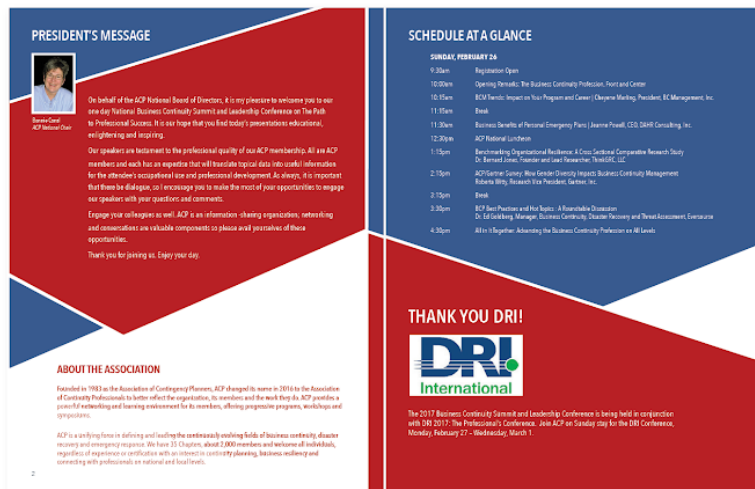 PRESIDENT'S MESSAGE
Bonnie Canal
ACP National Chair
On behalf of the ACP National Board of Directors, it is my pleasure to welcome you to our
one day National Business Continuity Summit and Leadership Conference on The Path
to Professional Success. It is our hope that you find today's presentations educational,
enlightening and inspiring.
Our speakers are testament to the professional quality of our ACP membership. All are ACP
members and each has an expertise that will translate topical data into useful information
for the attendee's occupational use and professional development. As always, it is important
that there be dialogue, so I encourage you to make the most of your opportunities to engage
our speakers with your questions and comments.
Engage your colleagues as well. ACP is an information -sharing organization; networking
and conversations are valuable components so please avail yourselves of these
opportunities.
Thank you for joining us. Enjoy your day.
ABOUT THE ASSOCIATION
Founded in 1983 as the Association of Contingency Planners, ACP changed its name in 2016 to the Association
of Continuity Professionals to better reflect the organization, its members and the work they do. ACP provides a
powerful networking and learning environment for its members, offering progressive programs, workshops and
symposiums.
ACP is a unifying force in defining and leading the continuously evolving fields of business continuity, disaster
recovery and emergency response. We have 35 Chapters, about 2,000 members and welcome all individuals,
regardless of experience or certification with an interest in continuity planning, business resiliency and
connecting with professionals on national and local levels.
2
SCHEDULE AT A GLANCE
SUNDAY, FEBRUARY 26
9:30am Registration Open
10:00am Opening Remarks: The Business Continuity Profession, Front and Center
10:15am BCM Trends: Impact on Your Program and Career | Cheyene Marling, President, BC Management, Inc.
11:15am Break
11:30am Business Benefits of Personal Emergency Plans | Jeanne Powell, CEO, DAHR Consulting, Inc.
12:30pm ACP National Luncheon
1:15pm Benchmarking Organizational Resilience: A Cross Sectional Comparative Research Study
Dr. Bernard Jones, Founder and Lead Researcher, ThinkGRC, LLC
2:15pm ACP/Gartner Survey: How Gender Diversity Impacts Business Continuity Management
Roberta Witty, Research Vice President, Gartner, Inc.
3:15pm Break
3:30pm BCP Best Practices and Hot Topics - A Roundtable Discussion
Dr. Ed Goldberg, Manager, Business Continuity, Disaster Recovery and Threat Assessment, Eversource
4:30pm All in It Together: Advancing the Business Continuity Profession on All Levels
THANK YOU DRI!
DRI
International
The 2017 Business Continuity Summit and Leadership Conference is being held in conjunction
with DRI 2017: The Professional's Conference. Join ACP on Sunday stay for the DRI Conference,
Monday, February 27 – Wednesday, March 1.